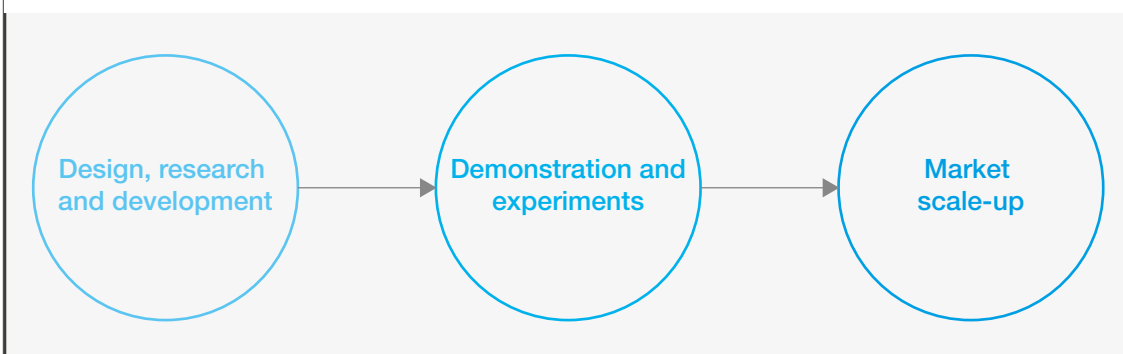 Design, research
and development
Demonstration and
experiments
Market
scale-up